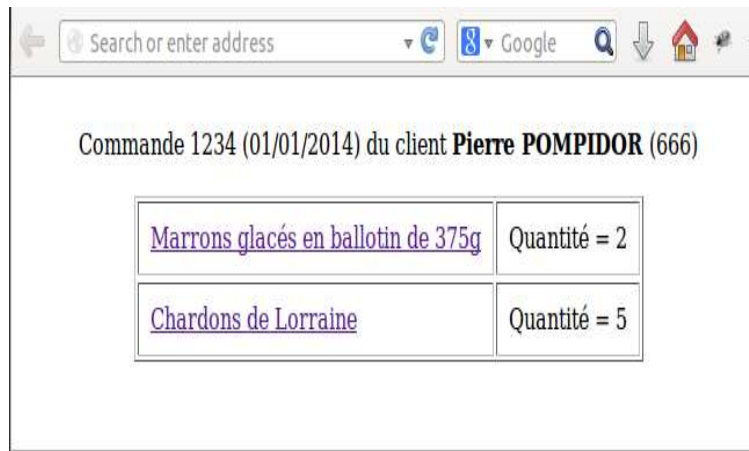 Search or enter address
Google
Commande 1234 (01/01/2014) du client Pierre POMPIDOR (666)
Marrons glacés en ballotin de 375g Quantité = 2
Chardons de Lorraine Quantité = 5